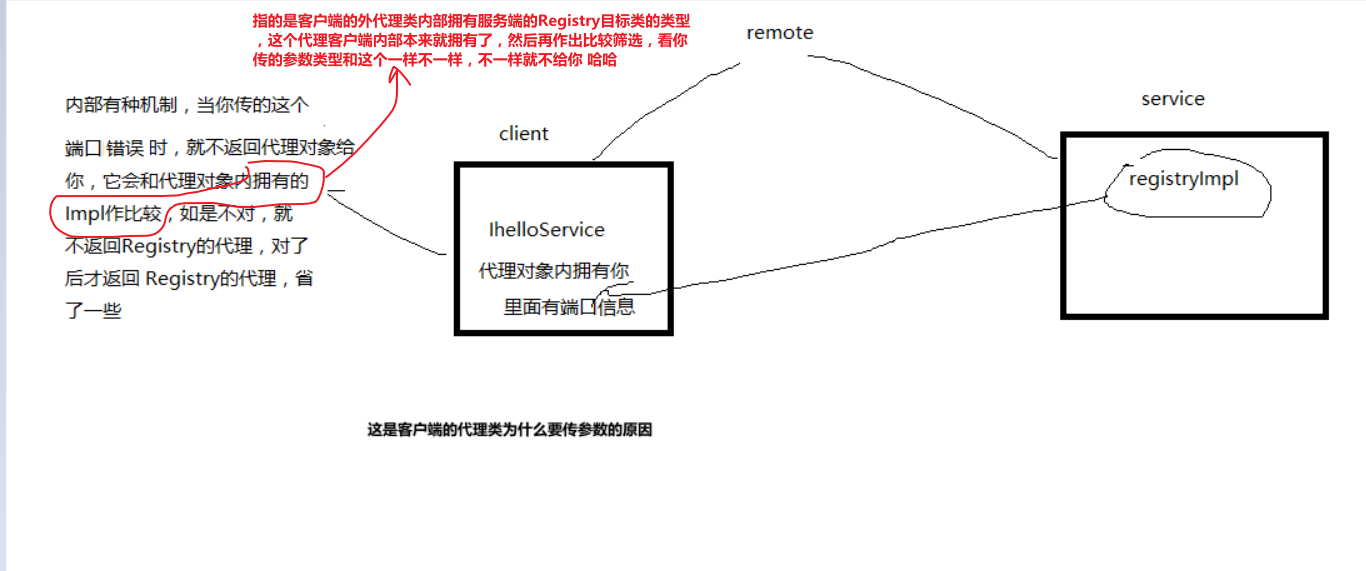 指的是客户端的外代理类内部拥有服务端的Registry目标类的类型
，这个代理客户端内部本来就拥有了，然后再作出比较筛选，看你
传的参数类型和这个一样不一样，不一样就不给你 哈哈
remote
service
client
内部有种机制，当你传的这个
端口 错误 时，就不返回代理对象给
你，它会和代理对象内拥有的
Impl作比较，如是不对，就
不返回Registry的代理，对了
后才返回 Registry的代理，省
了一些
IhelloService
代理对象内拥有你
里面有端口信息
registryImpl
这是客户端的代理类为什么要传参数的原因